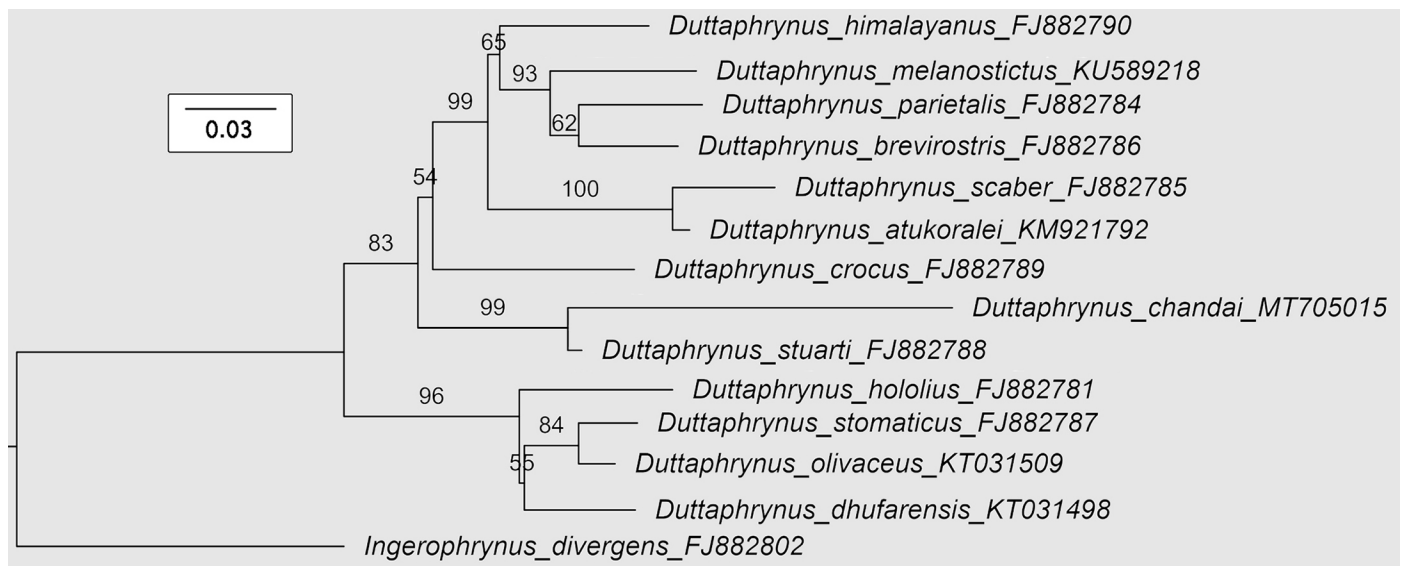 Duttaphrynus_himalayanus_FJ882790
65
Duttaphrynus_melanostictus_KU589218
93
Duttaphrynus_parietalis_FJ882784
99
62
0.03
Duttaphrynus_brevirostris_FJ882786
54
100
Duttaphrynus_scaber_FJ882785
Duttaphrynus_atukoralei_KM921792
83
Duttaphrynus_crocus_FJ882789
99
Duttaphrynus_chandai_MT705015
Duttaphrynus_stuarti_FJ882788
96
Duttaphrynus_hololius_FJ882781
84
Duttaphrynus_stomaticus_FJ882787
55
Duttaphrynus_olivaceus_KT031509
Duttaphrynus_dhufarensis_KT031498
Ingerophrynus_divergens_FJ882802